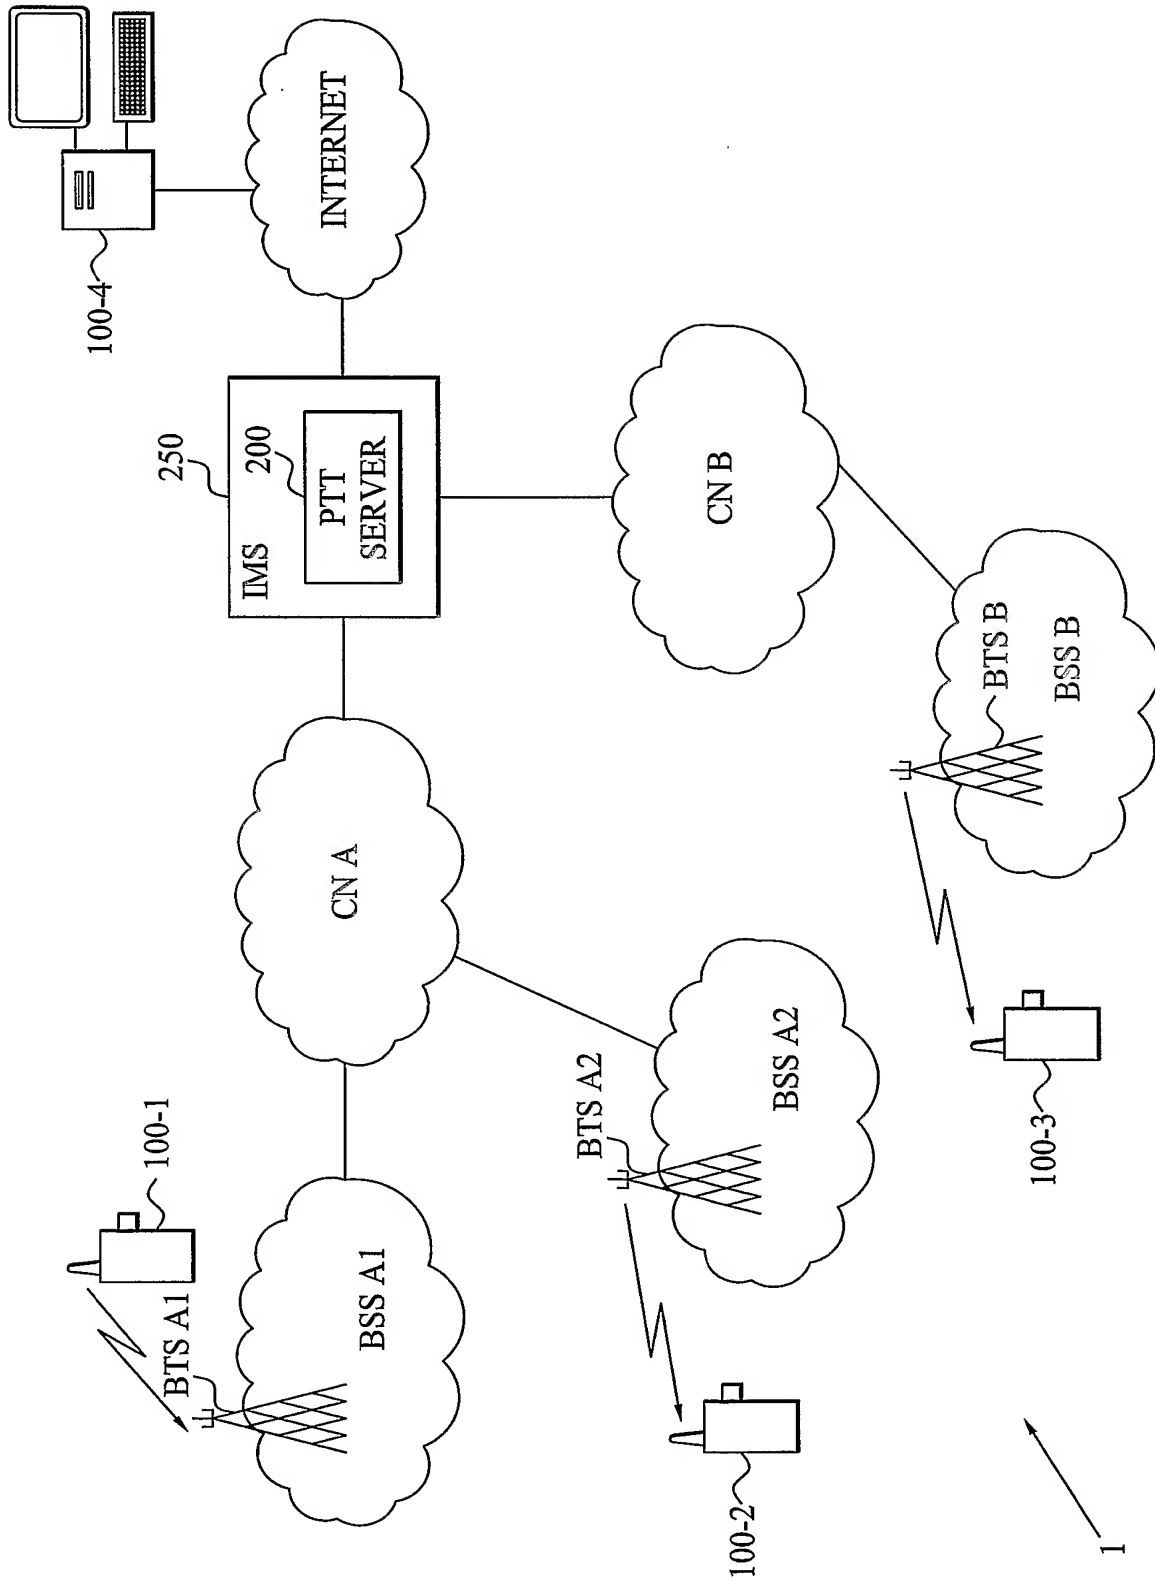 100-4
INTERNET
250
IMS
200
PTT
SERVER
CN A
CN B
100-1
BTS A1
BSS A1
BTS A2
BSS A2
100-2
BTS B
BSS B
100-3
1